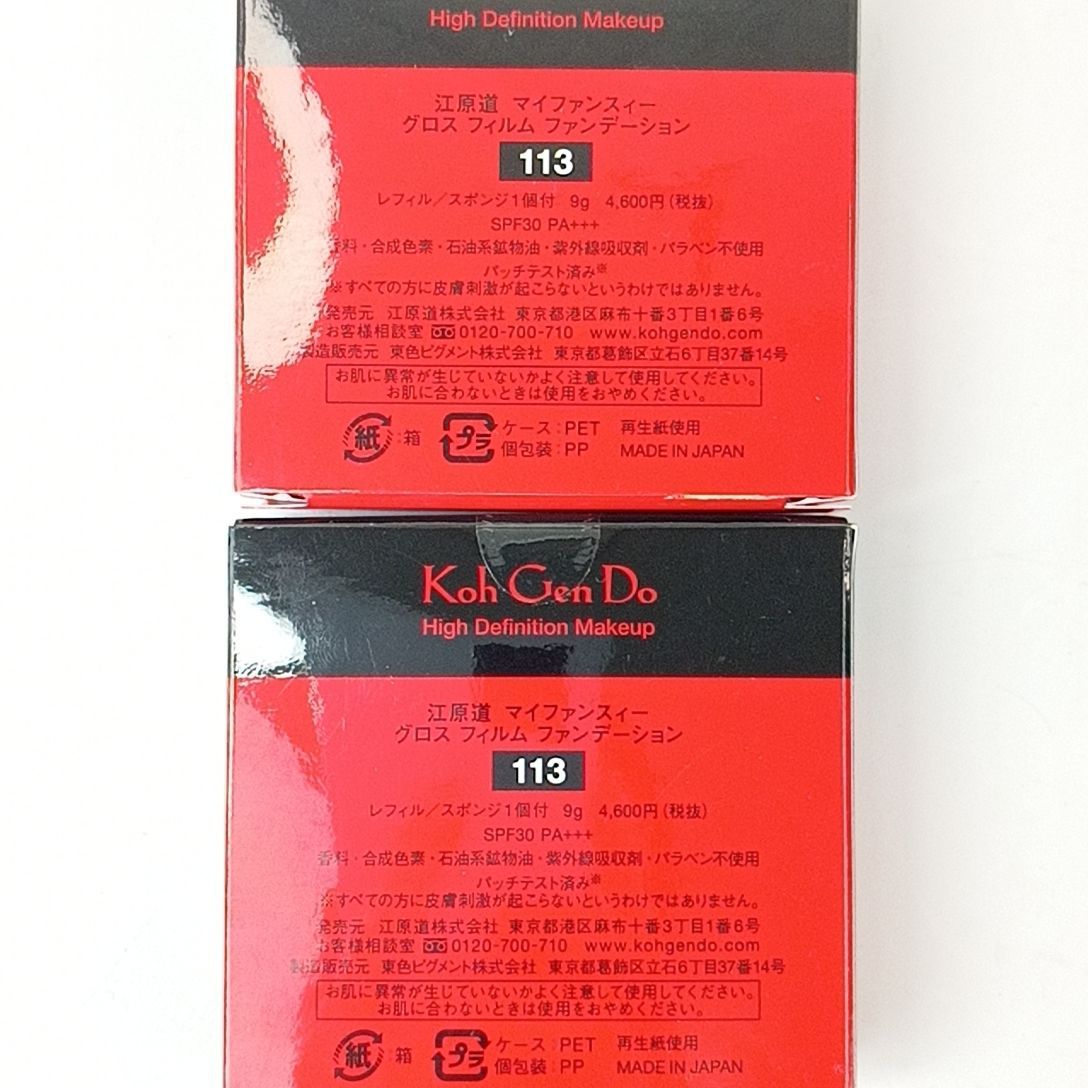 High Definition Makeup
江原道 マイファンスィー
グロス フィルム ファンデーション
113
レフィル／スポンジ1個付 9g 4,600円（税抜）
SPF30 PA+++
香料・合成色素・石油系鉱物油・紫外線吸収剤・パラベン不使用
パッチテスト済み※
※すべての方に皮膚刺激が起こらないというわけではありません。
発売元 江原道株式会社 東京都港区麻布十番3丁目1番6号
お客様相談室 0120-700-710 www.kohgendo.com
製造販売元 東色ピグメント株式会社 東京都葛飾区立石6丁目37番14号
お肌に異常が生じていないかよく注意して使用してください。
お肌に合わないときは使用をおやめください。
紙：箱 プラ ケース：PET 再生紙使用
個包装：PP MADE IN JAPAN
Koh Gen Do
High Definition Makeup
江原道 マイファンスィー
グロス フィルム ファンデーション
113
レフィル／スポンジ1個付 9g 4,600円（税抜）
SPF30 PA+++
香料・合成色素・石油系鉱物油・紫外線吸収剤・パラベン不使用
パッチテスト済み※
※すべての方に皮膚刺激が起こらないというわけではありません。
発売元 江原道株式会社 東京都港区麻布十番3丁目1番6号
お客様相談室 0120-700-710 www.kohgendo.com
製造販売元 東色ピグメント株式会社 東京都葛飾区立石6丁目37番14号
お肌に異常が生じていないかよく注意して使用してください。
お肌に合わないときは使用をおやめください。
紙：箱 プラ ケース：PET 再生紙使用
個包装：PP MADE IN JAPAN